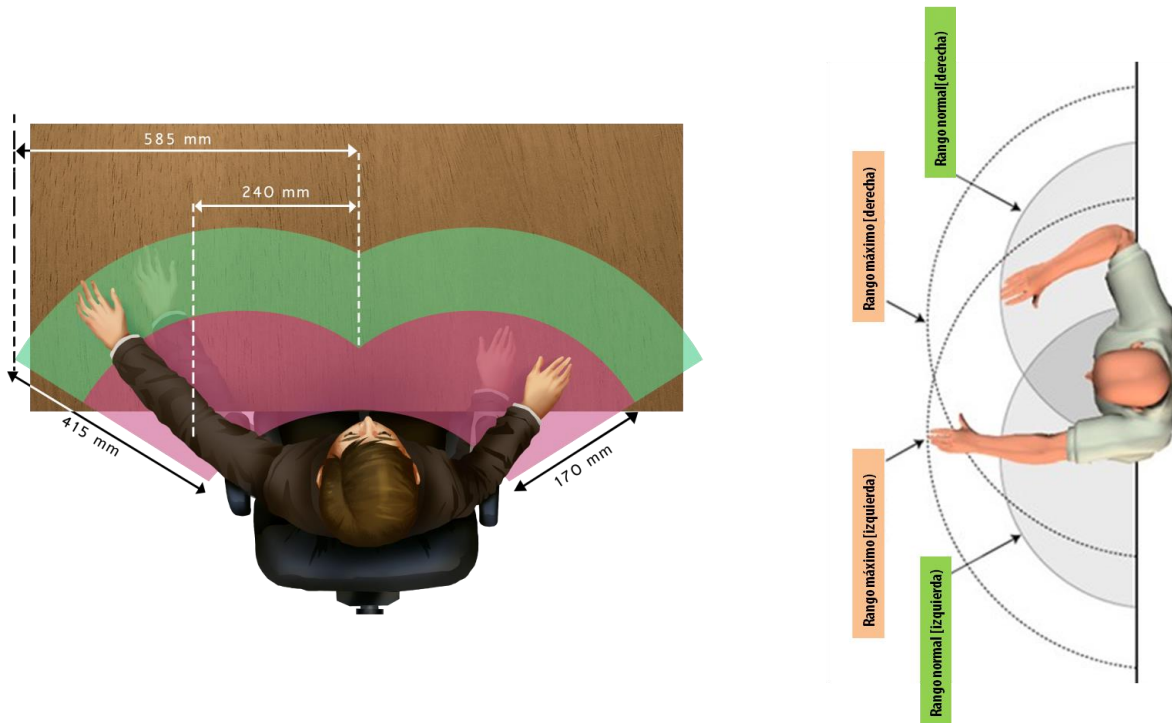 585 mm
240 mm
415 mm
170 mm
Rango normal[derecha)
Rango máximo [derecha)
Rango máximo [izquierda)
Rango normal [izquierda)